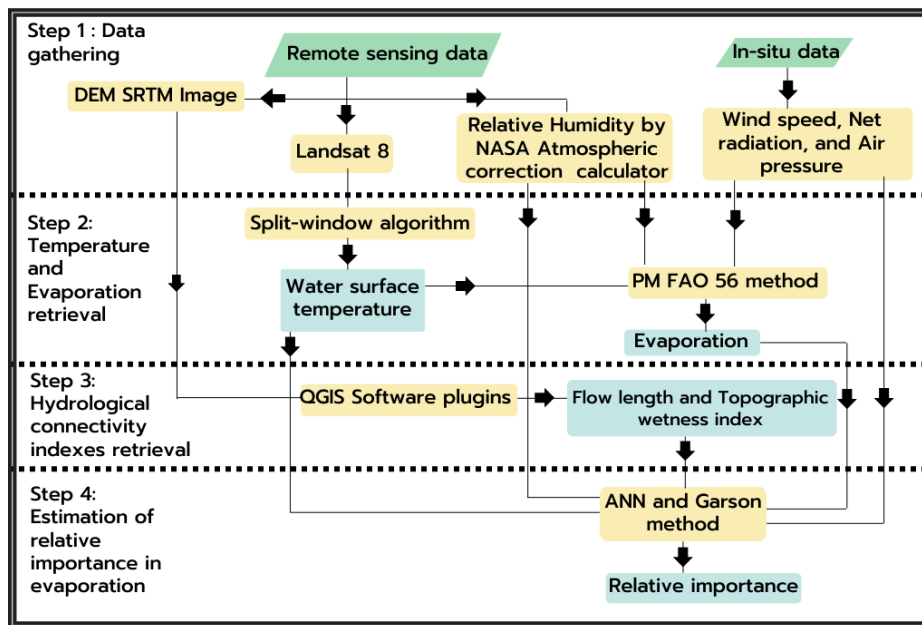 Step 1 : Data
gathering
Remote sensing data
In-situ data
DEM SRTM Image
Landsat 8
Relative Humidity by
NASA Atmospheric
correction calculator
Wind speed, Net
radiation, and Air
pressure
Step 2:
Temperature
and
Evaporation
retrieval
Split-window algorithm
Water surface
temperature
PM FAO 56 method
Evaporation
Step 3:
Hydrological
connectivity
indexes retrieval
QGIS Software plugins
Flow length and Topographic
wetness index
Step 4:
Estimation of
relative
importance in
evaporation
ANN and Garson
method
Relative importance